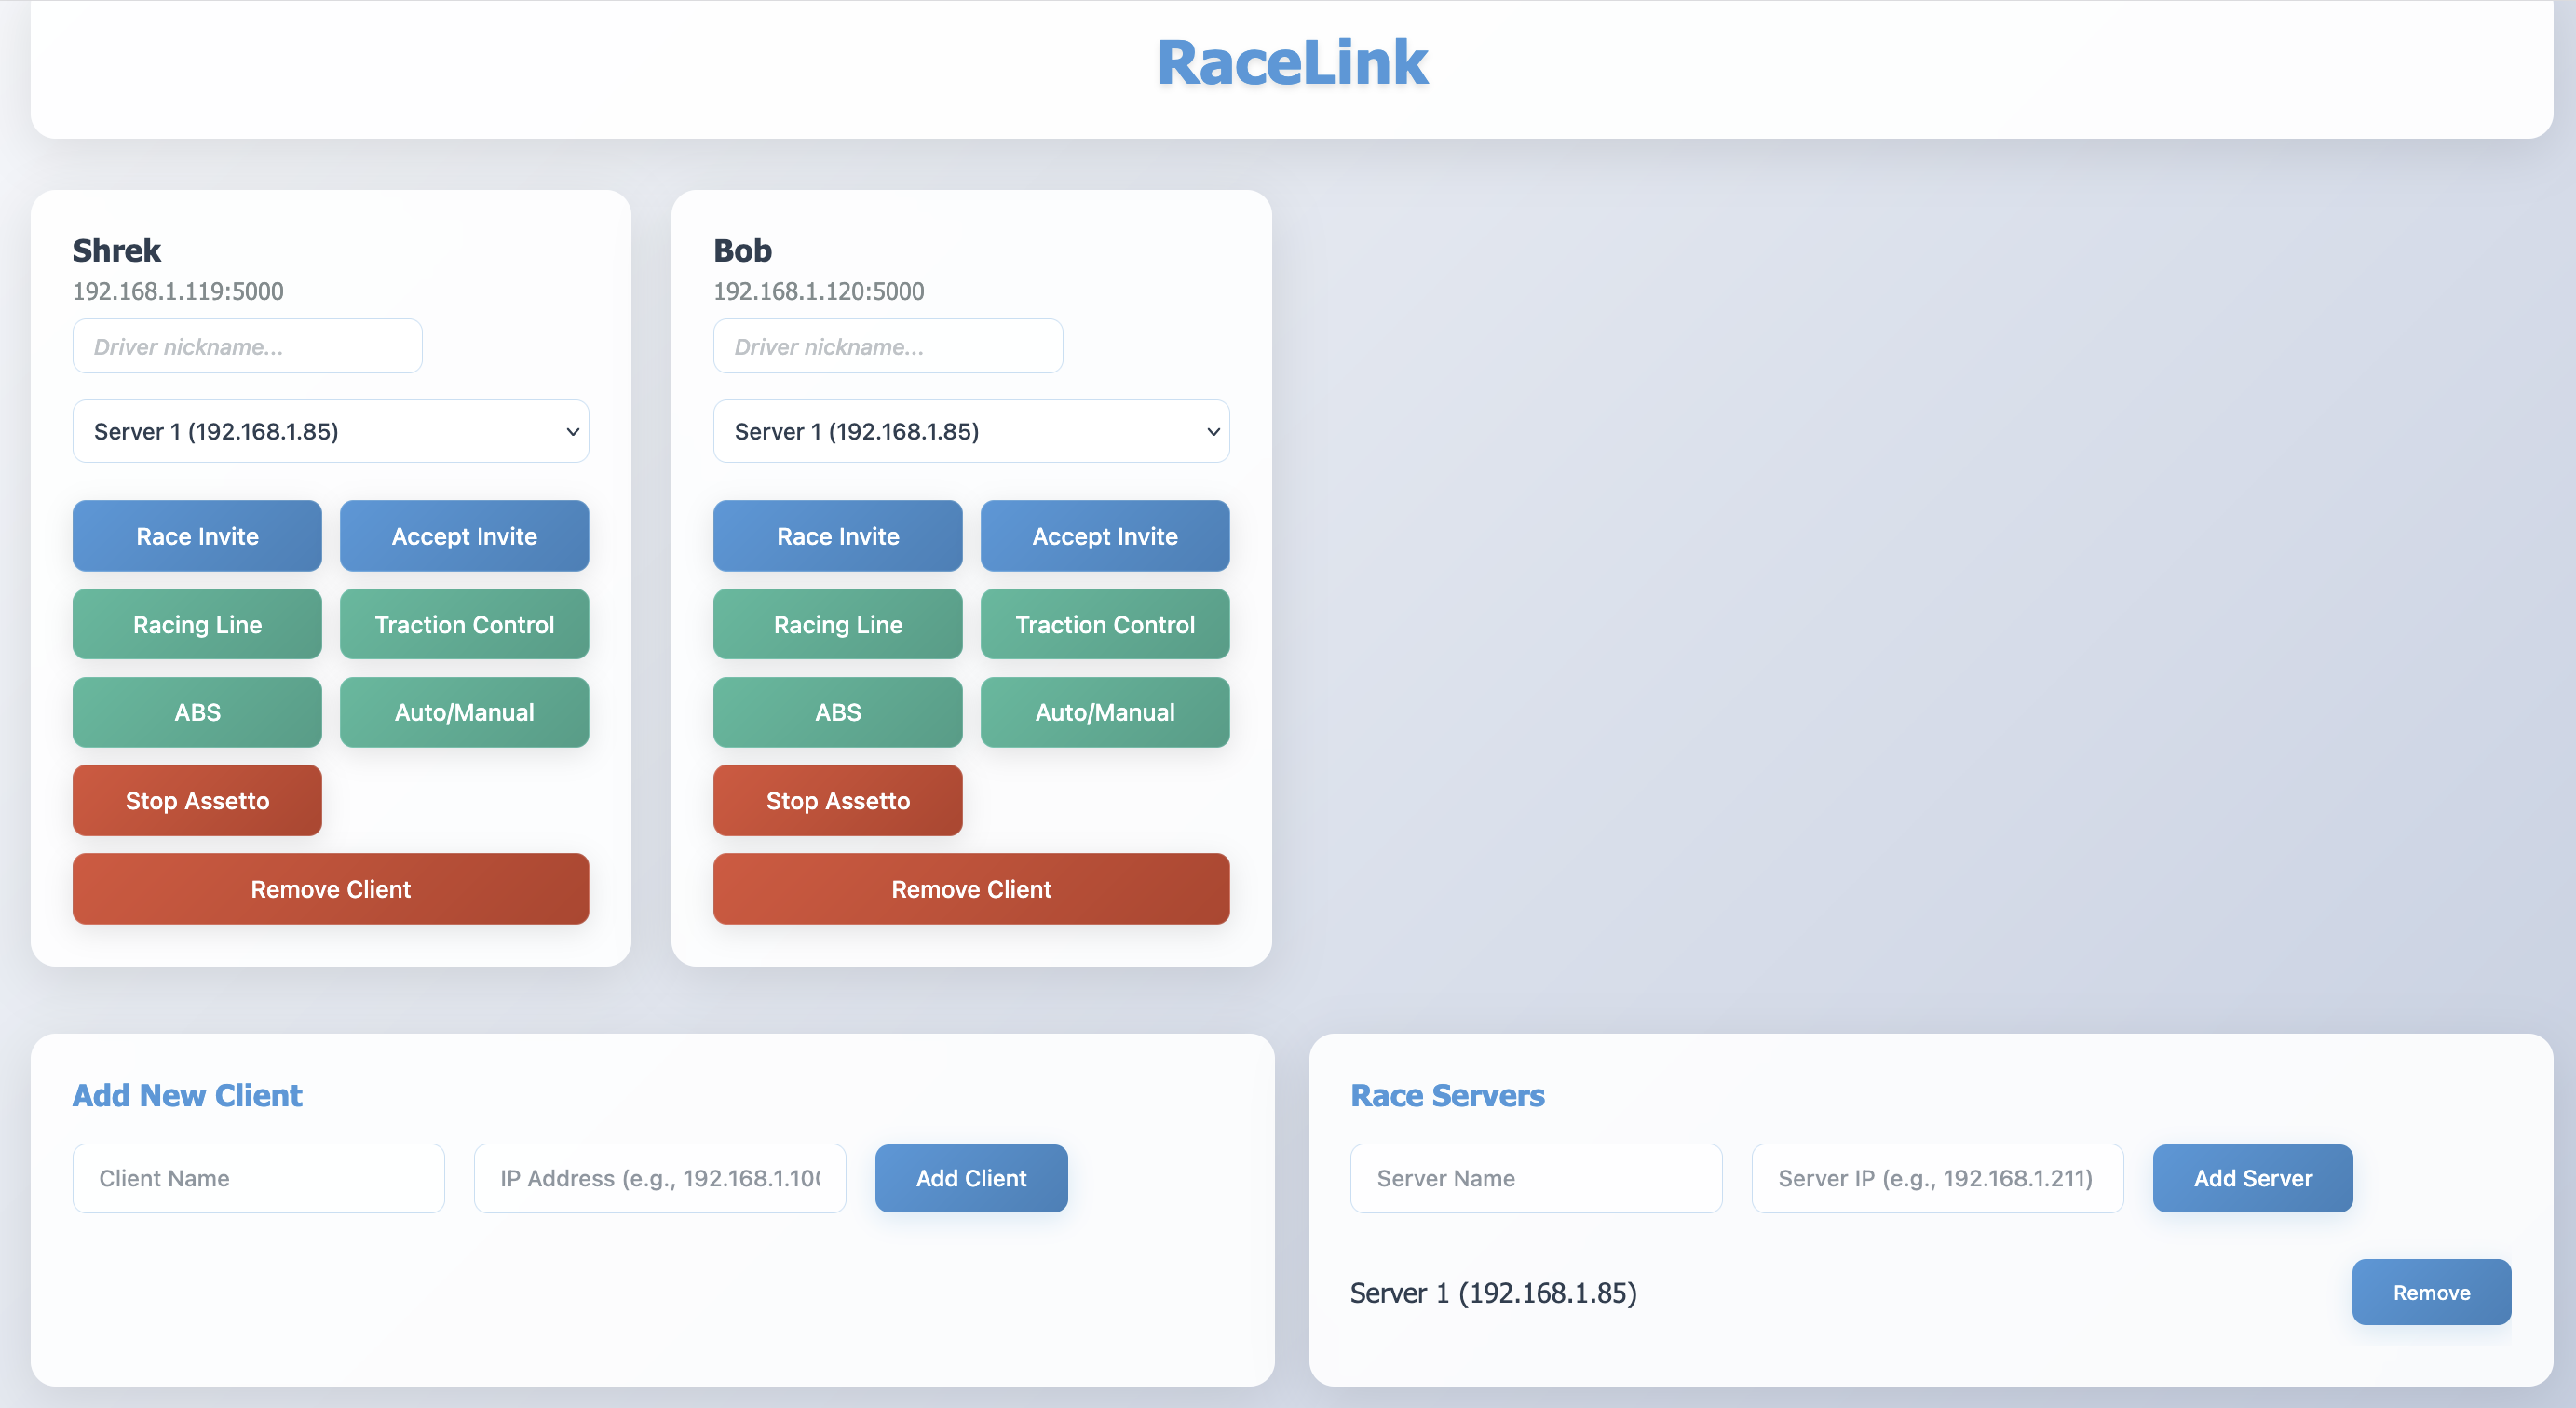 RaceLink
Shrek
192.168.1.119:5000
Driver nickname...
Server 1 (192.168.1.85)
Race Invite
Accept Invite
Racing Line
Traction Control
ABS
Auto/Manual
Stop Assetto
Remove Client
Bob
192.168.1.120:5000
Driver nickname...
Server 1 (192.168.1.85)
Race Invite
Accept Invite
Racing Line
Traction Control
ABS
Auto/Manual
Stop Assetto
Remove Client
Add New Client
Client Name
IP Address (e.g., 192.168.1.10
Add Client
Race Servers
Server Name
Server IP (e.g., 192.168.1.211)
Add Server
Server 1 (192.168.1.85)
Remove